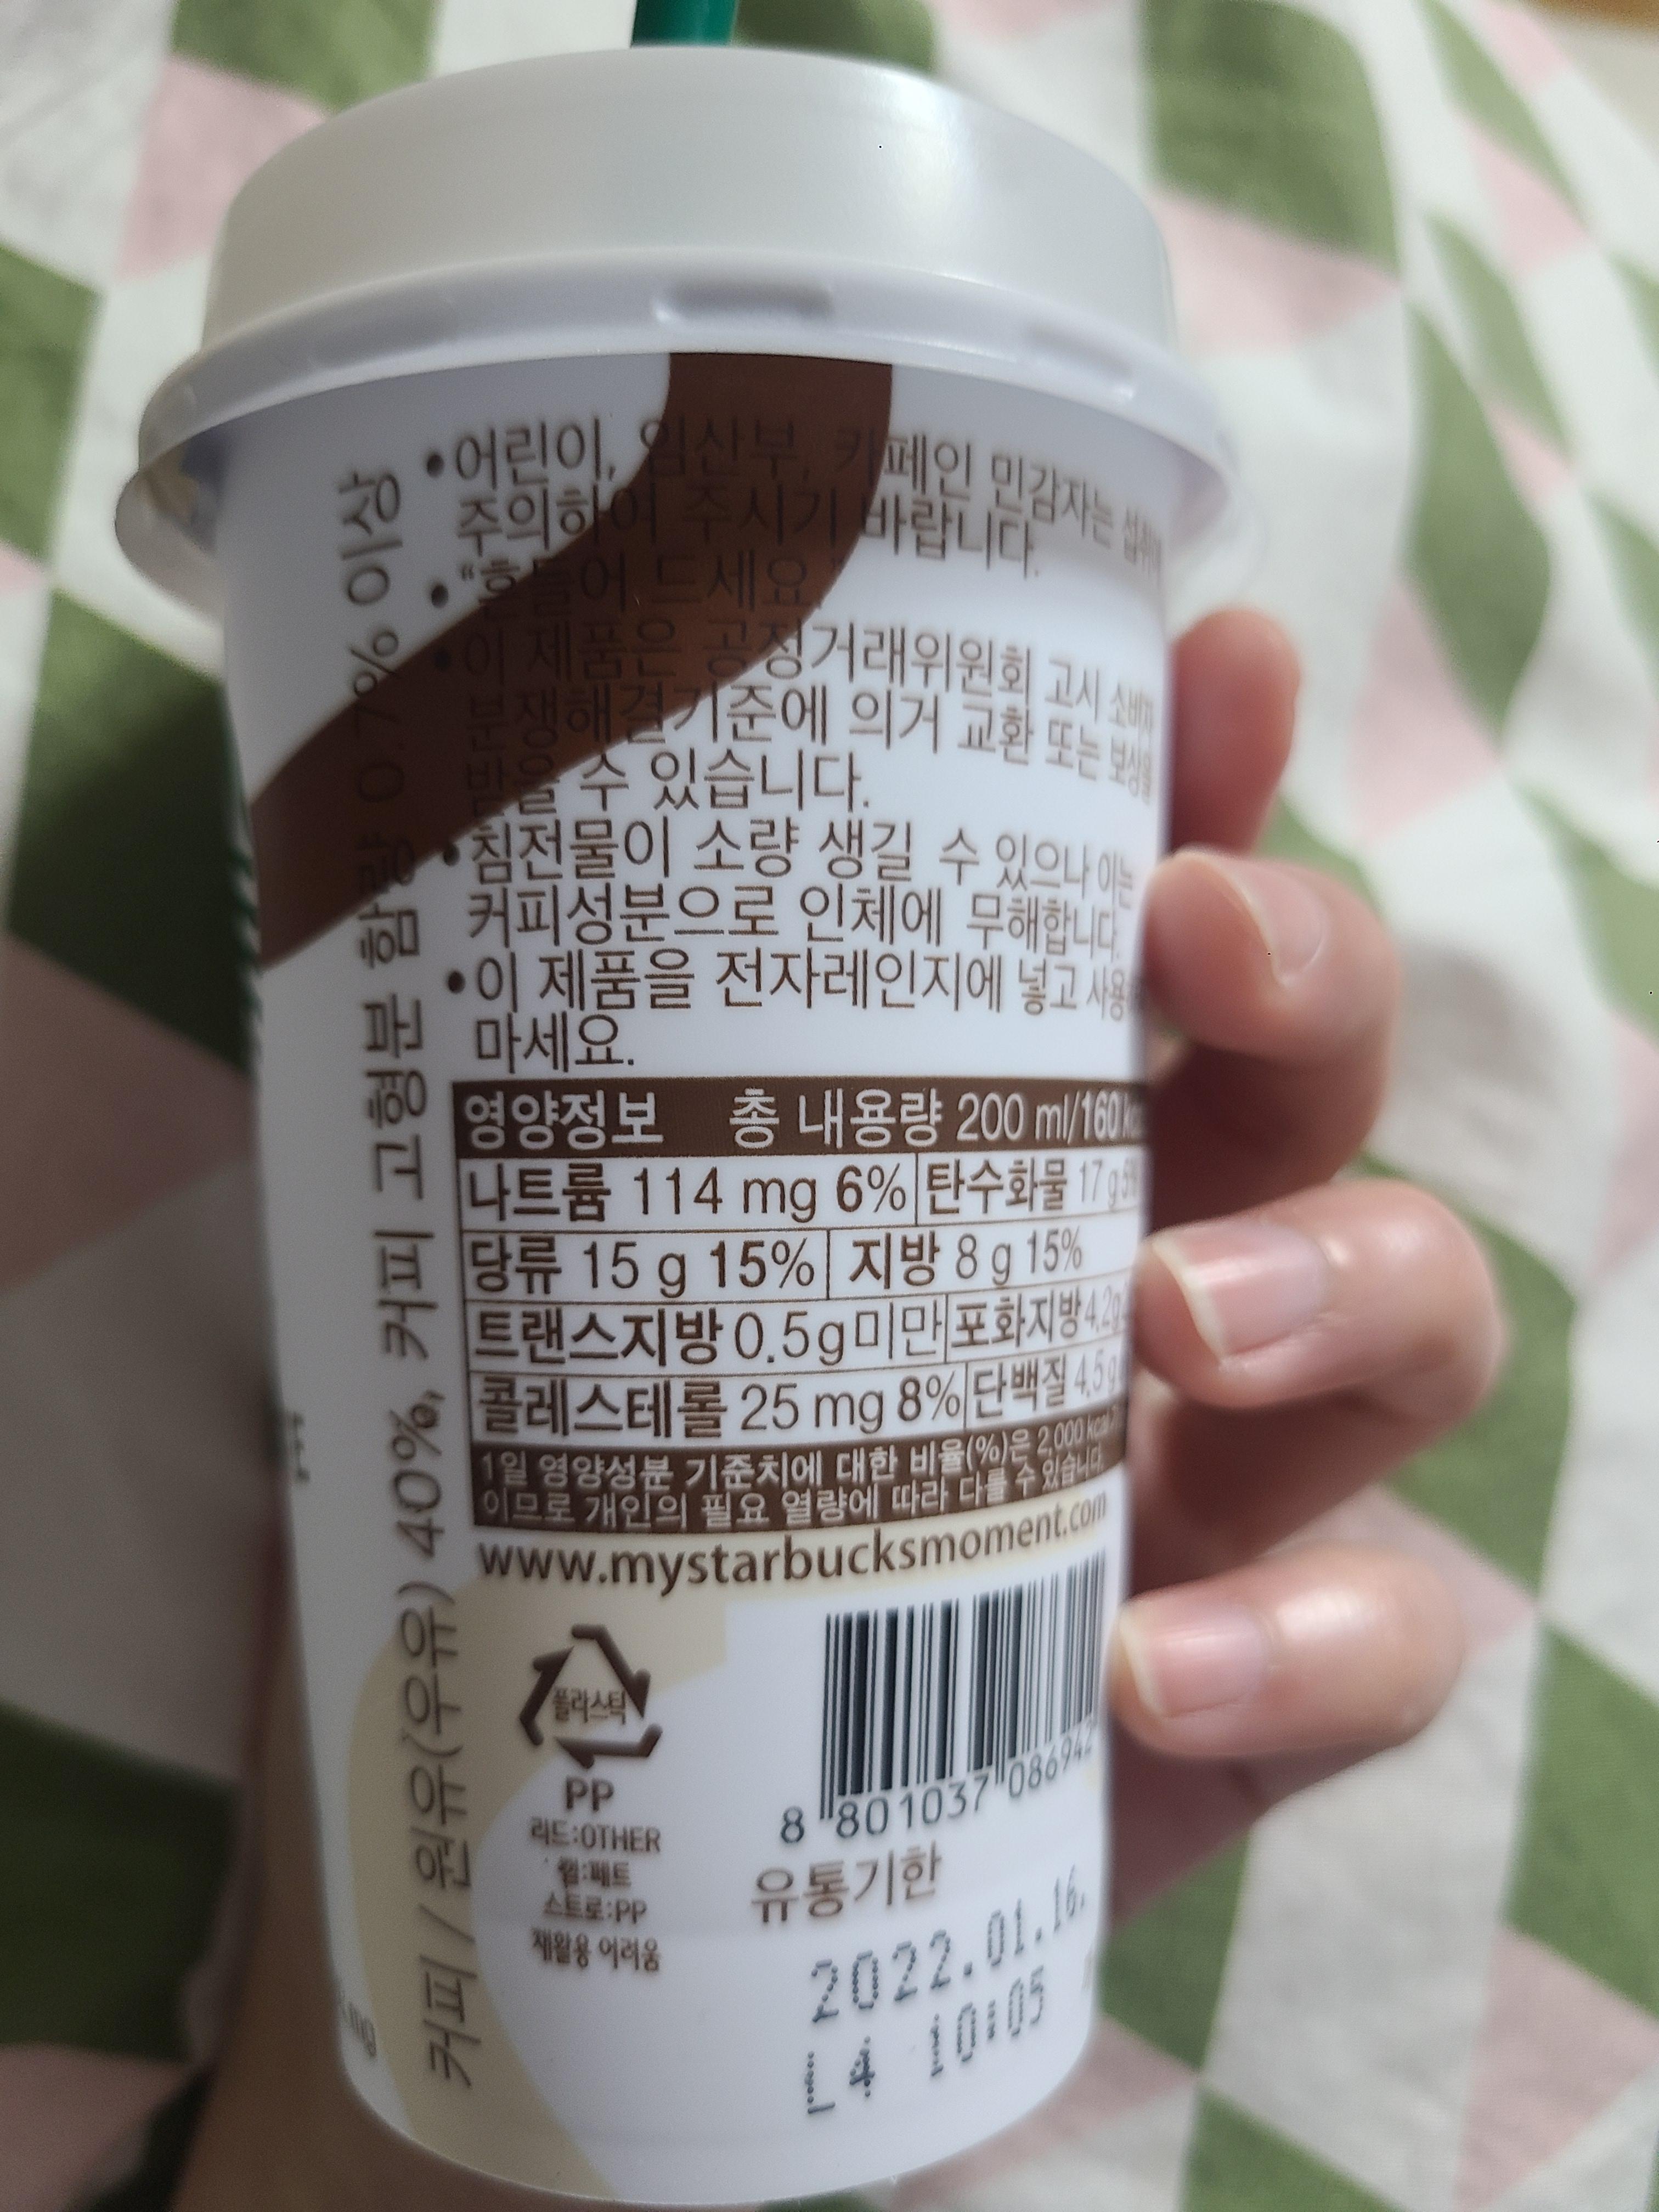 커피 / 원유(우유) 40%, 커피 고형분 함량 0.7% 이상
•어린이, 임산부, 카페인 민감자는 섭취에
주의하여 주시기 바랍니다.
•"흔들어 드세요."
•이 제품은 공정거래위원회 고시 소비자
분쟁해결기준에 의거 교환 또는 보상을
받을 수 있습니다.
•침전물이 소량 생길 수 있으나 이는
커피성분으로 인체에 무해합니다.
•이 제품을 전자레인지에 넣고 사용
마세요.
영양정보 총 내용량 200 ml/160
나트륨 114 mg 6% 탄수화물 17 g
당류 15 g 15% 지방 8 g 15%
트랜스지방 0.5g미만 포화지방 4.2g
콜레스테롤 25 mg 8% 단백질 4.5g
1일 영양성분 기준치에 대한 비율(%)은 2,000 kcal
이므로 개인의 필요 열량에 따라 다를 수 있습니다.
www.mystarbucksmoment.com
플라스틱
PP
리드:OTHER
씰:페트
스트로:PP
재활용 어려움
8 801037 086942
유통기한
2022.01.16.
L4 10:05